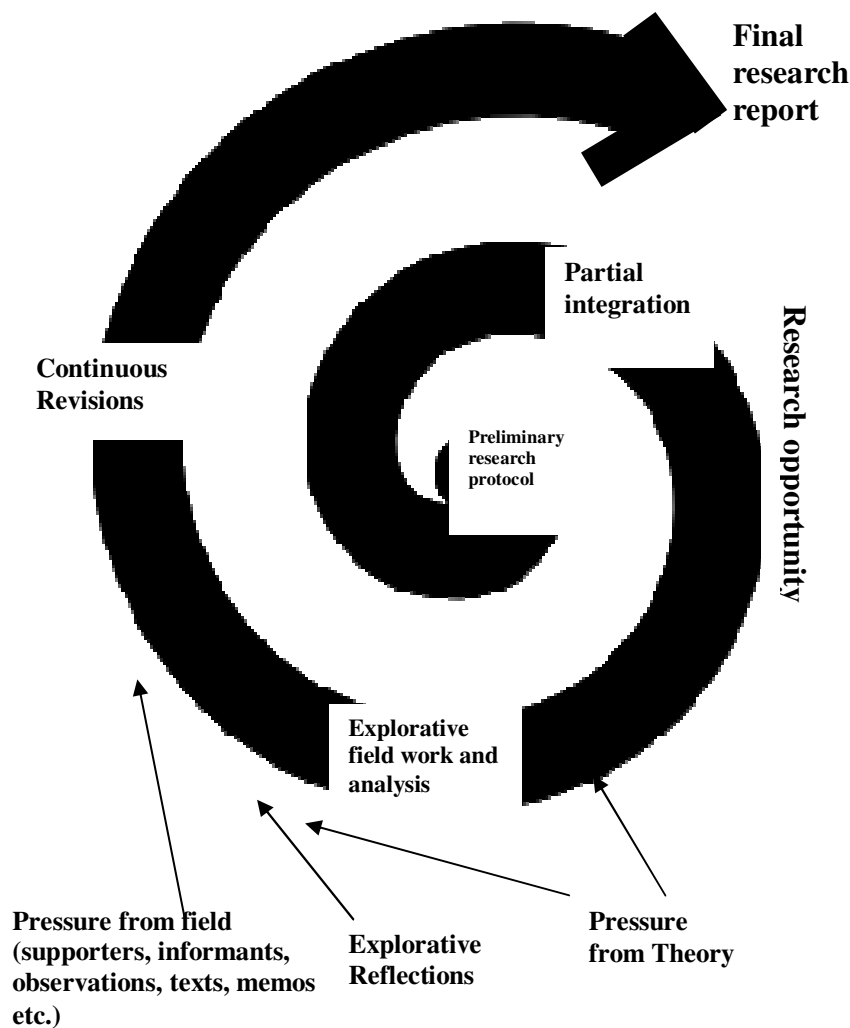 Final
research
report
Partial
integration
Research opportunity
Continuous
Revisions
Preliminary
research
protocol
Explorative
field work and
analysis
Pressure from field
(supporters, informants,
observations, texts, memos
etc.)
Explorative
Reflections
Pressure
from Theory